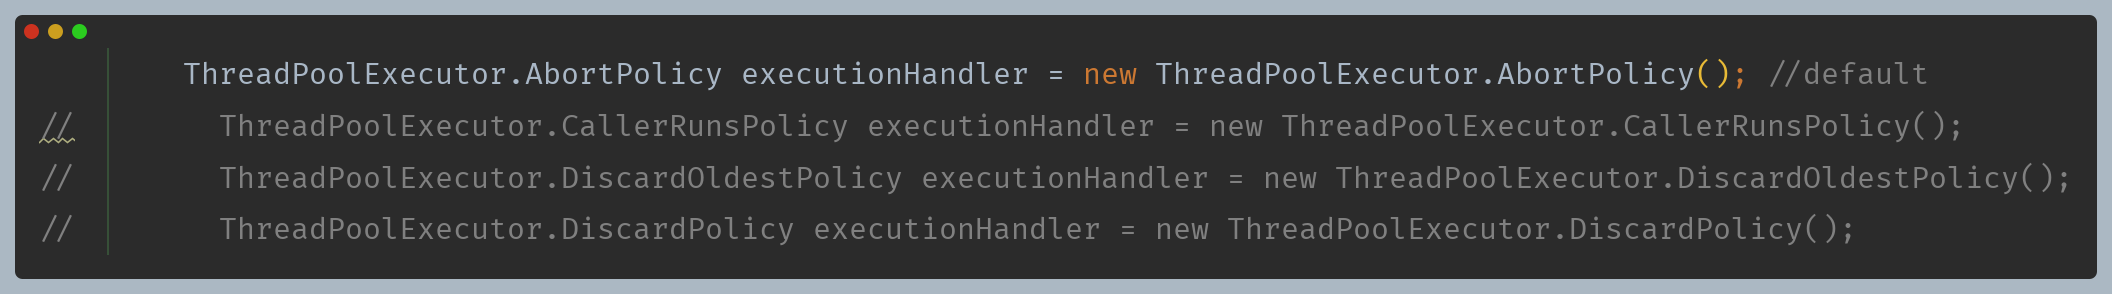 ThreadPoolExecutor.AbortPolicy executionHandler = new ThreadPoolExecutor.AbortPolicy(); //default
// ThreadPoolExecutor.CallerRunsPolicy executionHandler = new ThreadPoolExecutor.CallerRunsPolicy();
// ThreadPoolExecutor.DiscardOldestPolicy executionHandler = new ThreadPoolExecutor.DiscardOldestPolicy();
// ThreadPoolExecutor.DiscardPolicy executionHandler = new ThreadPoolExecutor.DiscardPolicy();